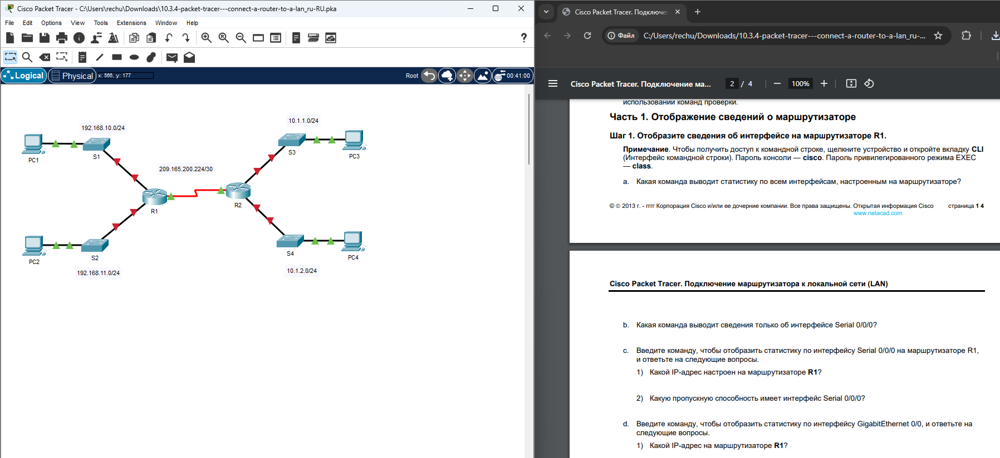 Cisco Packet Tracer - C:\Users\rechu\Downloads\10.3.4-packet-tracer---connect-a-router-to-a-lan_ru-RU.pka
File Edit Options View Tools Extensions Window Help
?
Logical Physical x: 566, y: 177 Root 00:41:00
192.168.10.0/24
10.1.1.0/24
PC1
S1
S3
PC3
209.165.200.224/30
R1
R2
PC2
S2
S4
PC4
192.168.11.0/24
10.1.2.0/24
Cisco Packet Tracer. Подключе
Файл C:/Users/rechu/Downloads/10.3.4-packet-tracer---connect-a-router-to-a-lan_ru-...
Cisco Packet Tracer. Подключение ма... 2 / 4 100%
использовании команд проверки.
Часть 1. Отображение сведений о маршрутизаторе
Шаг 1. Отобразите сведения об интерфейсе на маршрутизаторе R1.
Примечание. Чтобы получить доступ к командной строке, щелкните устройство и откройте вкладку CLI
(Интерфейс командной строки). Пароль консоли — cisco. Пароль привилегированного режима EXEC
— class.
a. Какая команда выводит статистику по всем интерфейсам, настроенным на маршрутизаторе?
© © 2013 г. - гггг Корпорация Cisco и/или ее дочерние компании. Все права защищены. Открытая информация Cisco страница 1 4
www.netacad.com
Cisco Packet Tracer. Подключение маршрутизатора к локальной сети (LAN)
b. Какая команда выводит сведения только об интерфейсе Serial 0/0/0?
c. Введите команду, чтобы отобразить статистику по интерфейсу Serial 0/0/0 на маршрутизаторе R1,
и ответьте на следующие вопросы.
1) Какой IP-адрес настроен на маршрутизаторе R1?
2) Какую пропускную способность имеет интерфейс Serial 0/0/0?
d. Введите команду, чтобы отобразить статистику по интерфейсу GigabitEthernet 0/0, и ответьте на
следующие вопросы.
1) Какой IP-адрес на маршрутизаторе R1?